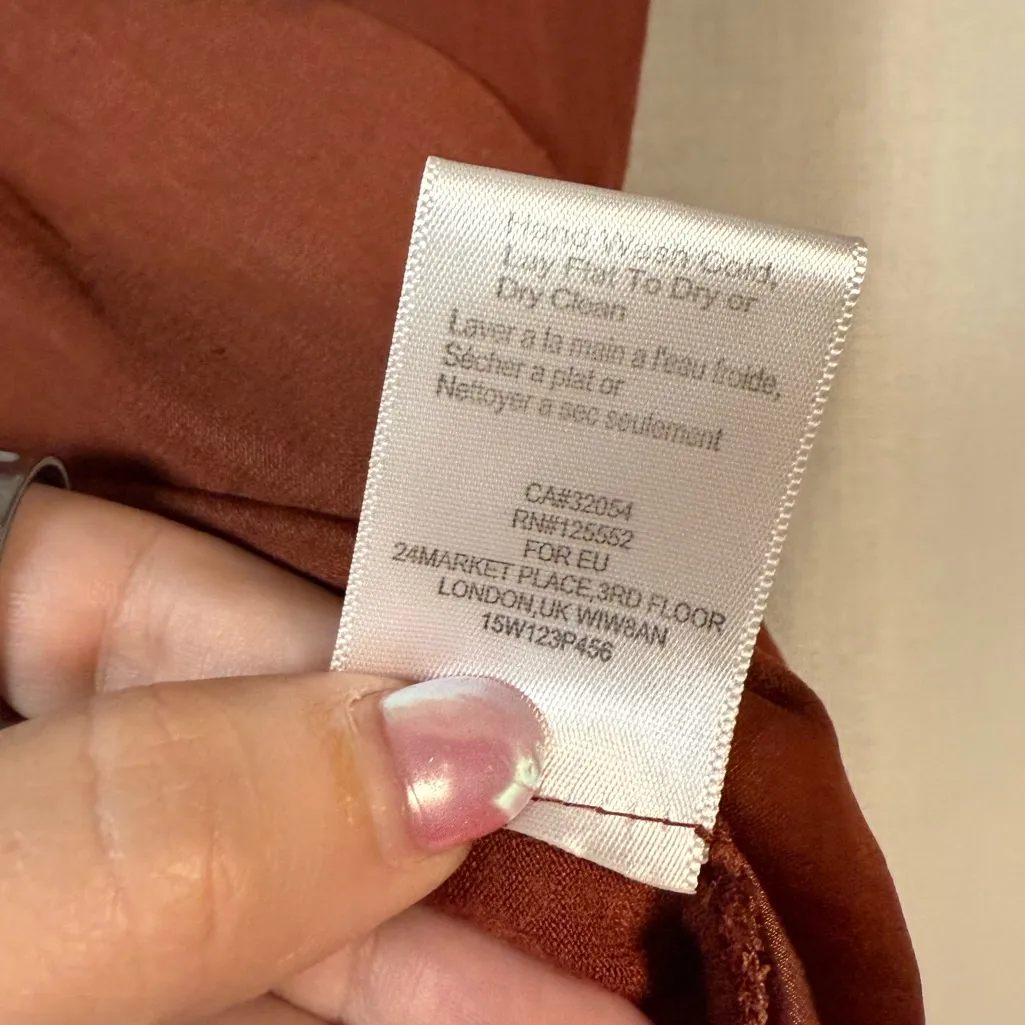 Hand Wash Cold,
Lay Flat To Dry or
Dry Clean
Laver a la main a l'eau froide,
Sécher a plat or
Nettoyer a sec seulement
CA#32054
RN#125552
FOR EU
24MARKET PLACE,3RD FLOOR
LONDON,UK WIW8AN
15W123P456